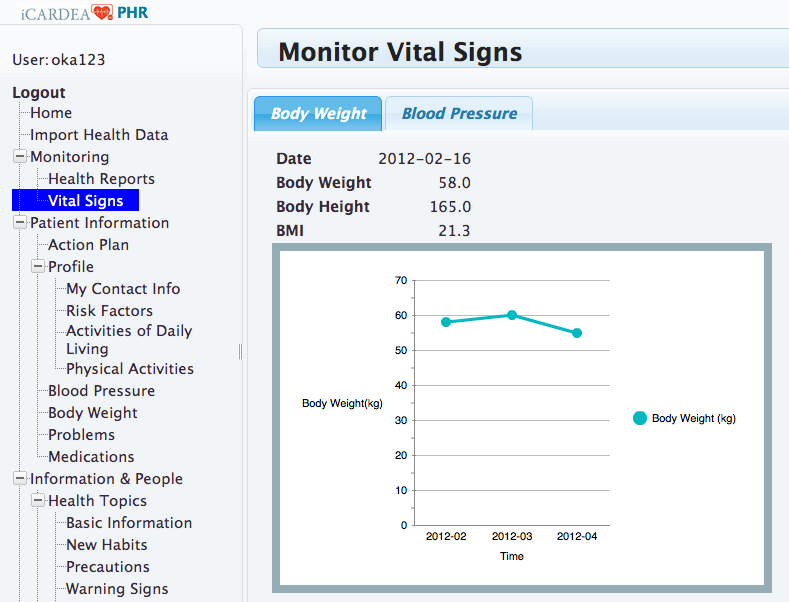 iCARDEA PHR
User: oka123
Logout
Home
Import Health Data
Monitoring
Health Reports
Vital Signs
Patient Information
Action Plan
Profile
My Contact Info
Risk Factors
Activities of Daily
Living
Physical Activities
Blood Pressure
Body Weight
Problems
Medications
Information & People
Health Topics
Basic Information
New Habits
Precautions
Warning Signs
Monitor Vital Signs
Body Weight Blood Pressure
Date 2012-02-16
Body Weight 58.0
Body Height 165.0
BMI 21.3
70
60
50
40
Body Weight(kg)
30
Body Weight (kg)
20
10
0
2012-02 2012-03 2012-04
Time